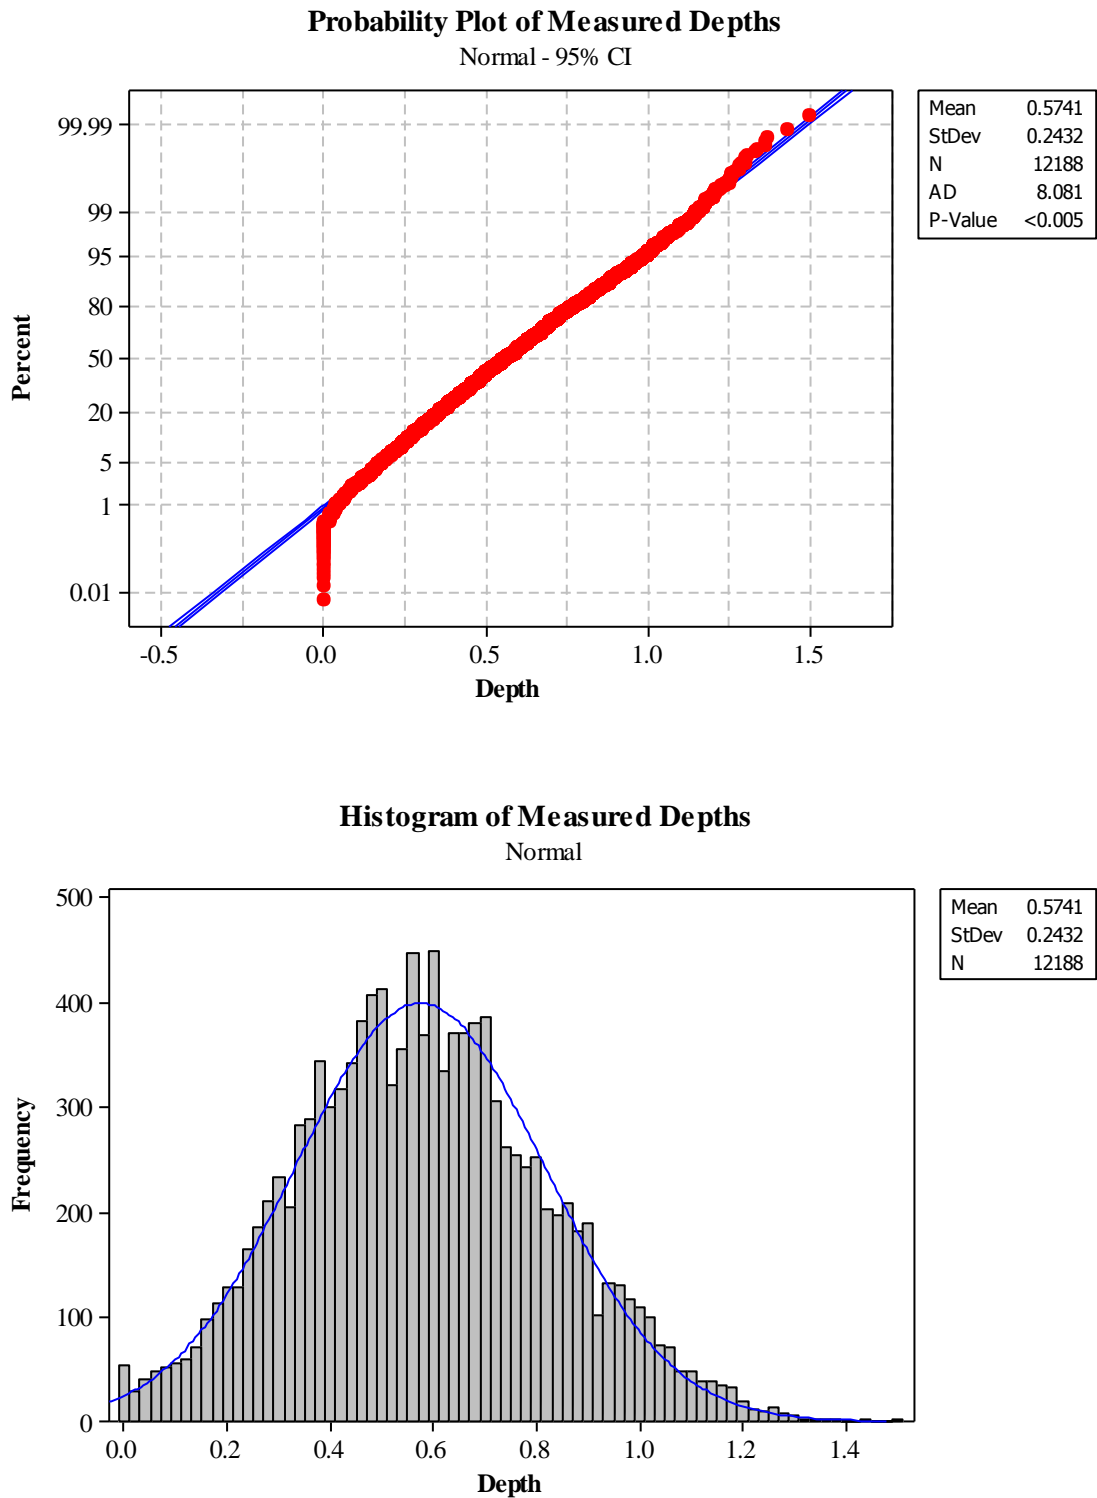 Probability Plot of Measured Depths
Normal - 95% CI
Mean 0.5741
StDev 0.2432
N 12188
AD 8.081
P-Value <0.005
99.99
99
95
80
50
20
5
1
0.01
Percent
-0.5 0.0 0.5 1.0 1.5
Depth
Histogram of Measured Depths
Normal
Mean 0.5741
StDev 0.2432
N 12188
500
400
300
200
100
0
Frequency
0.0 0.2 0.4 0.6 0.8 1.0 1.2 1.4
Depth